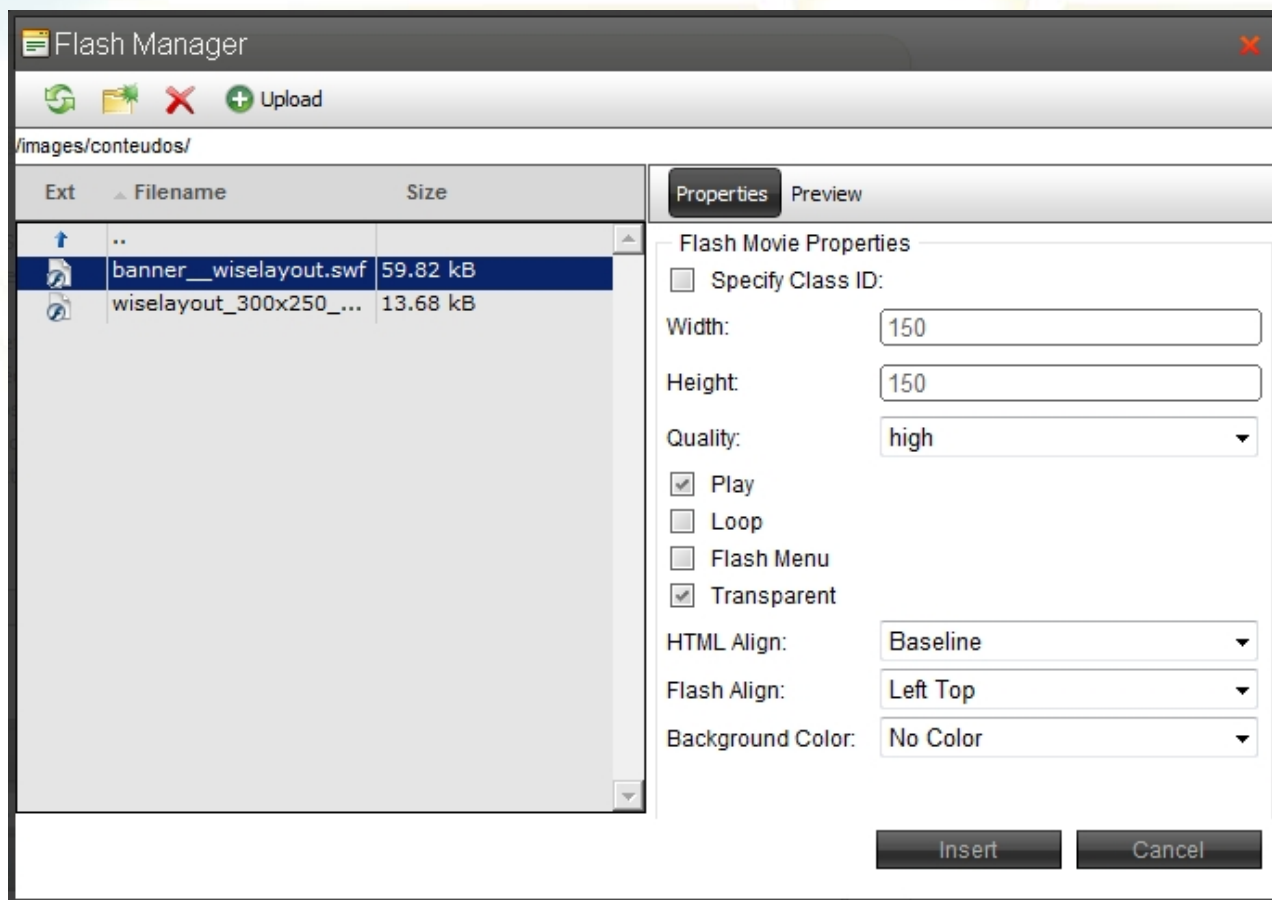 Flash Manager
Upload
/images/conteudos/
Ext Filename Size
Properties Preview
..
banner__wiselayout.swf 59.82 kB
wiselayout_300x250_... 13.68 kB
Flash Movie Properties
Specify Class ID:
Width: 150
Height: 150
Quality: high
Play
Loop
Flash Menu
Transparent
HTML Align: Baseline
Flash Align: Left Top
Background Color: No Color
Insert Cancel